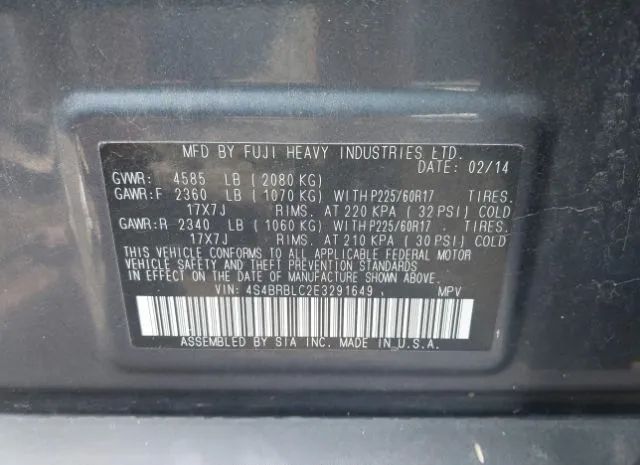 MFD BY FUJI HEAVY INDUSTRIES LTD.
DATE: 02/14
GVWR: 4585 LB (2080 KG)
GAWR:F 2360 LB (1070 KG) WITH P225/60R17 TIRES.
17X7J RIMS. AT 220 KPA (32 PSI) COLD
GAWR:R 2340 LB (1060 KG) WITH P225/60R17 TIRES.
17X7J RIMS. AT 210 KPA (30 PSI) COLD
THIS VEHICLE CONFORMS TO ALL APPLICABLE FEDERAL MOTOR
VEHICLE SAFETY AND THEFT PREVENTION STANDARDS
IN EFFECT ON THE DATE OF MANUFACTURE SHOWN ABOVE.
VIN: 4S4BRBLC2E3291649 MPV
ASSEMBLED BY SIA INC. MADE IN U.S.A.